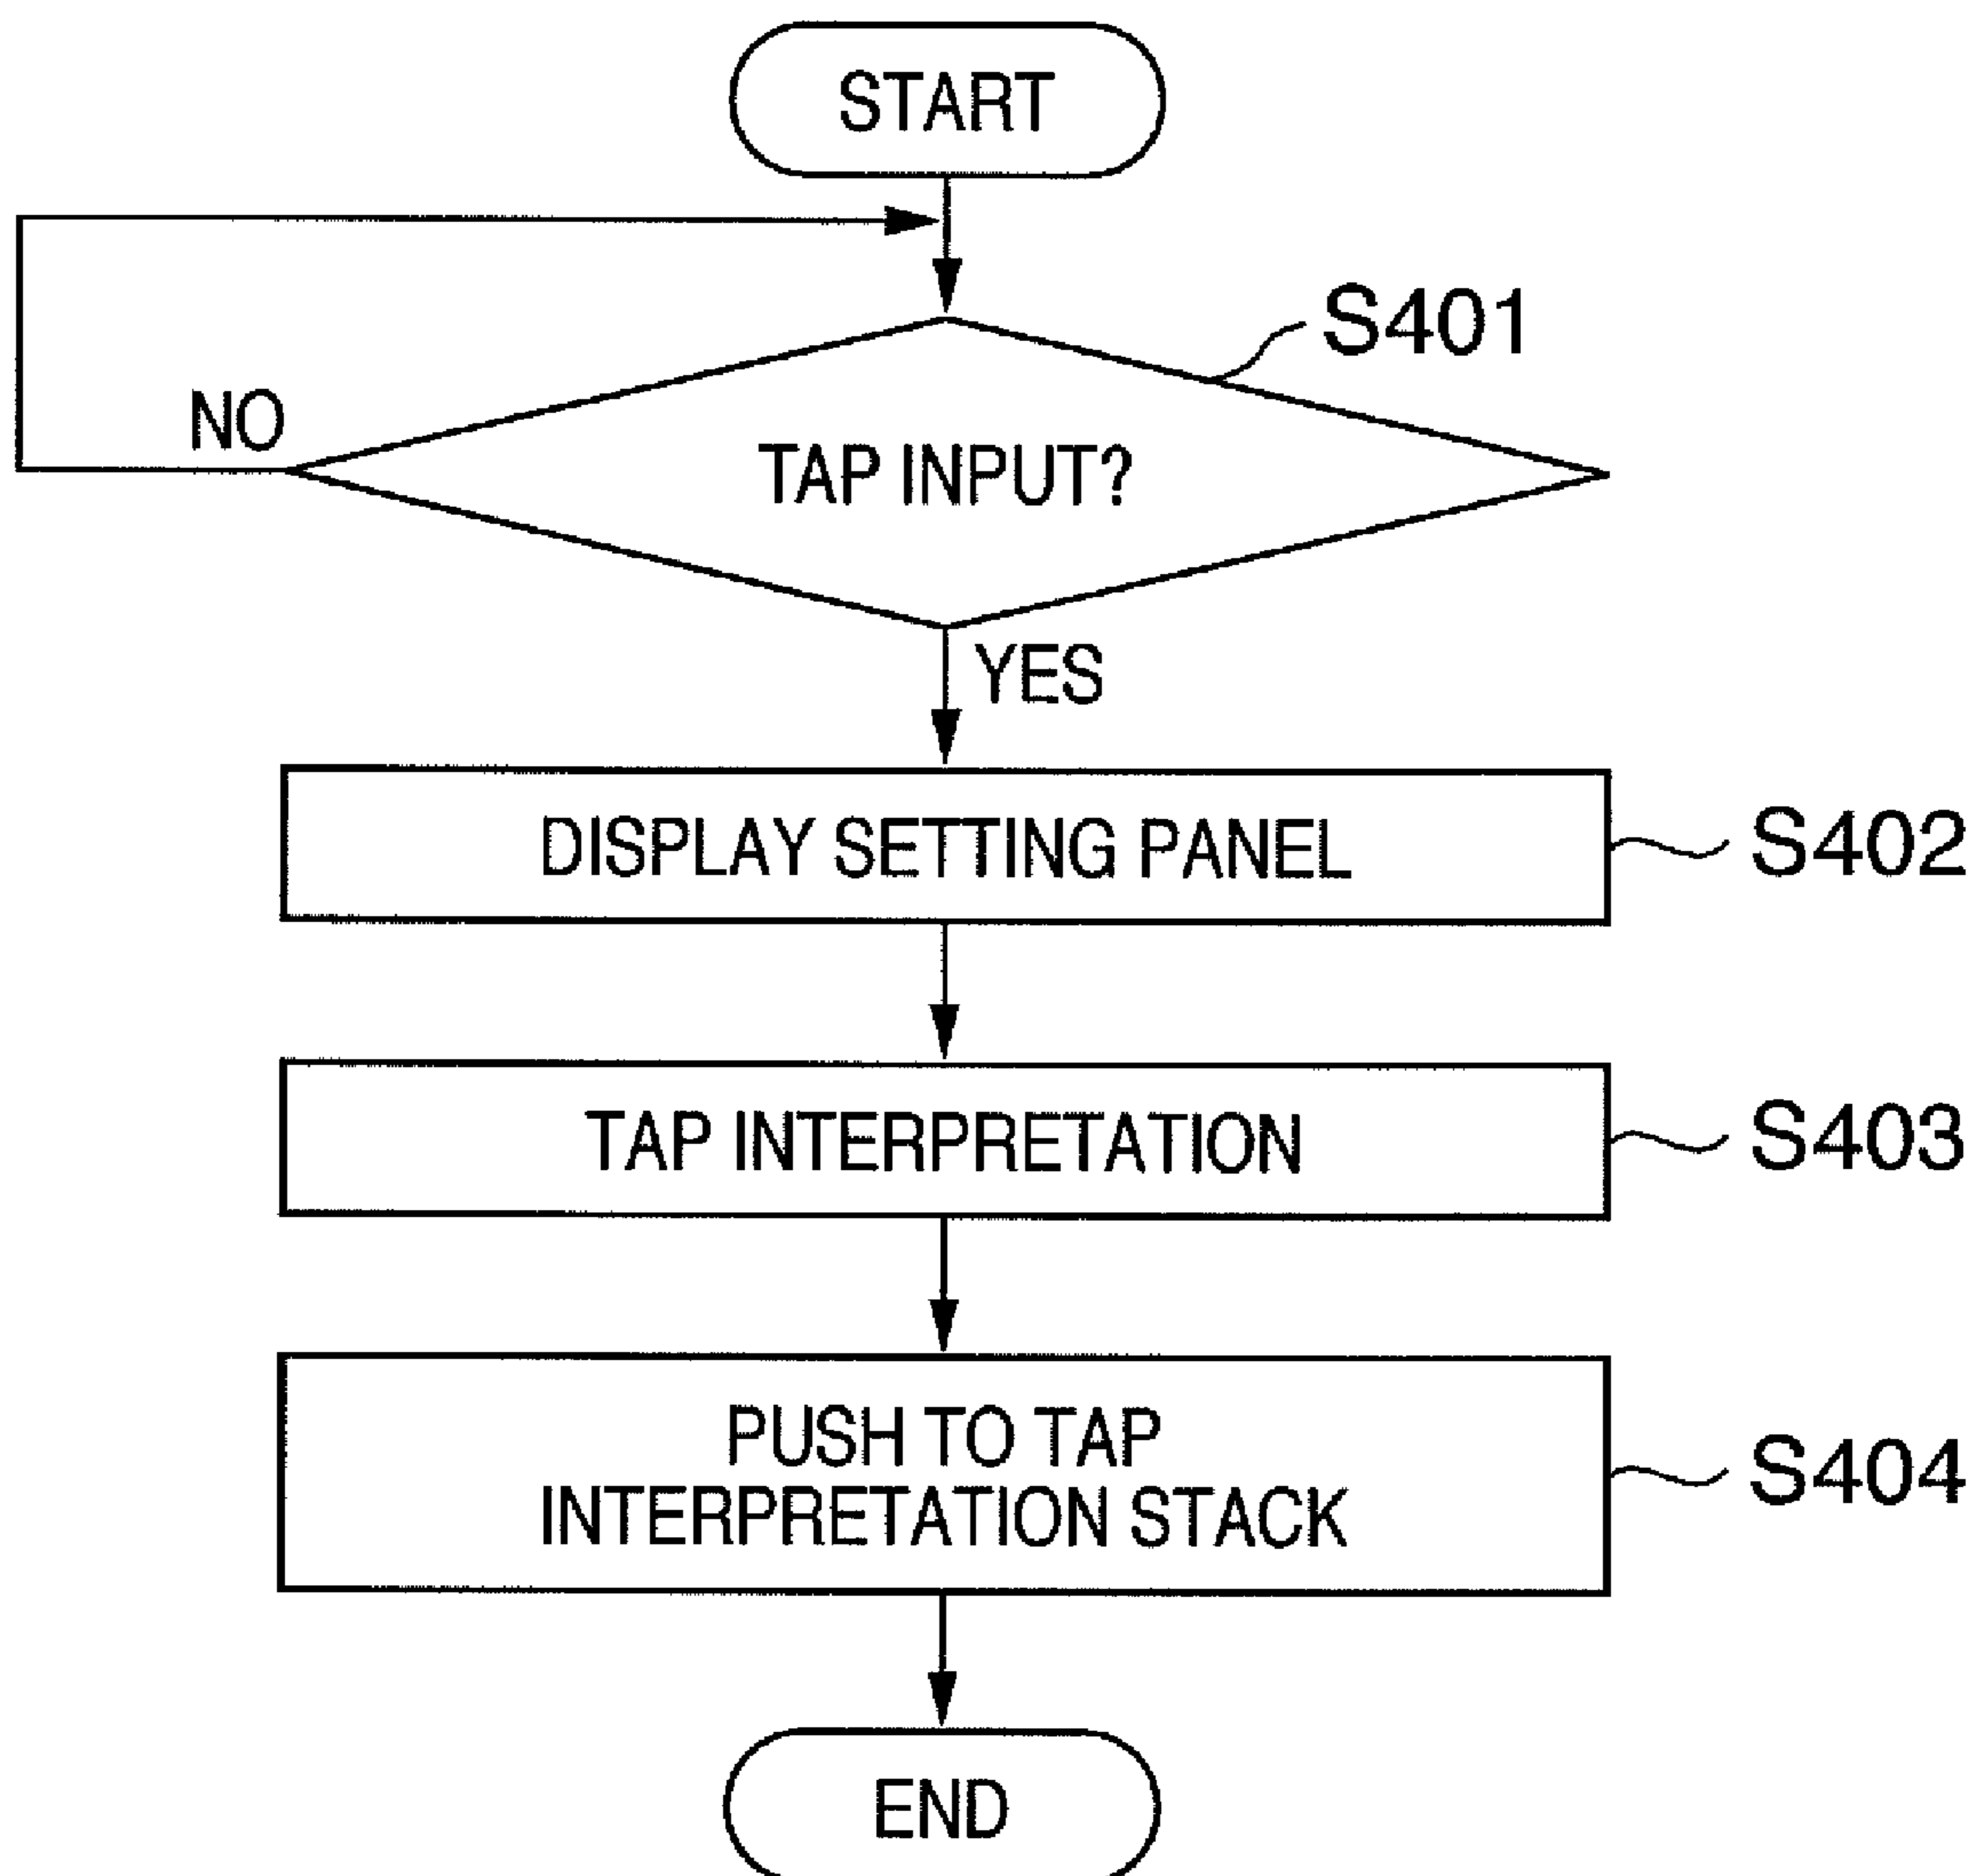 START
S401
NO
TAP INPUT?
YES
DISPLAY SETTING PANEL
S402
TAP INTERPRETATION
S403
PUSH TO TAP
INTERPRETATION STACK
S404
END